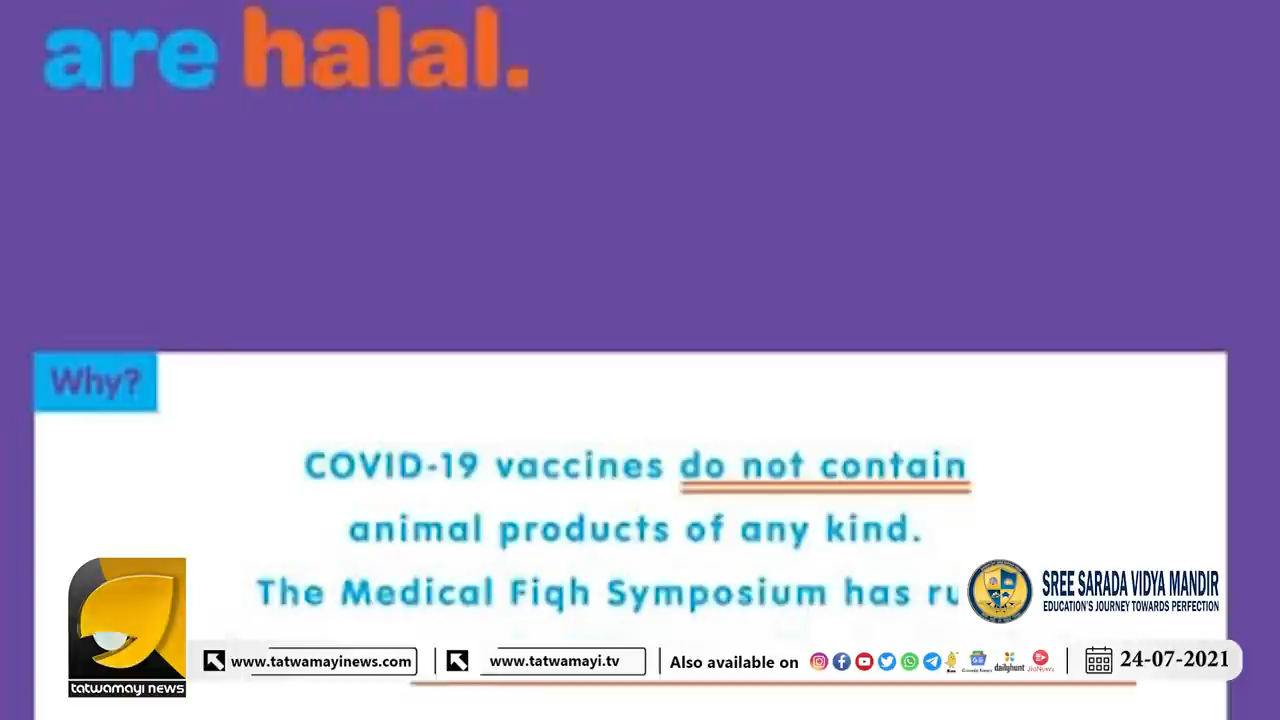 are halal.
Why?
COVID-19 vaccines do not contain
animal products of any kind.
The Medical Fiqh Symposium has
SREE SARADA VIDYA MANDIR
EDUCATION'S JOURNEY TOWARDS PERFECTION
tatwamayi news
www.tatwamayinews.com
www.tatwamayi.tv
Also available on
dailyhunt
JioNews
24-07-2021